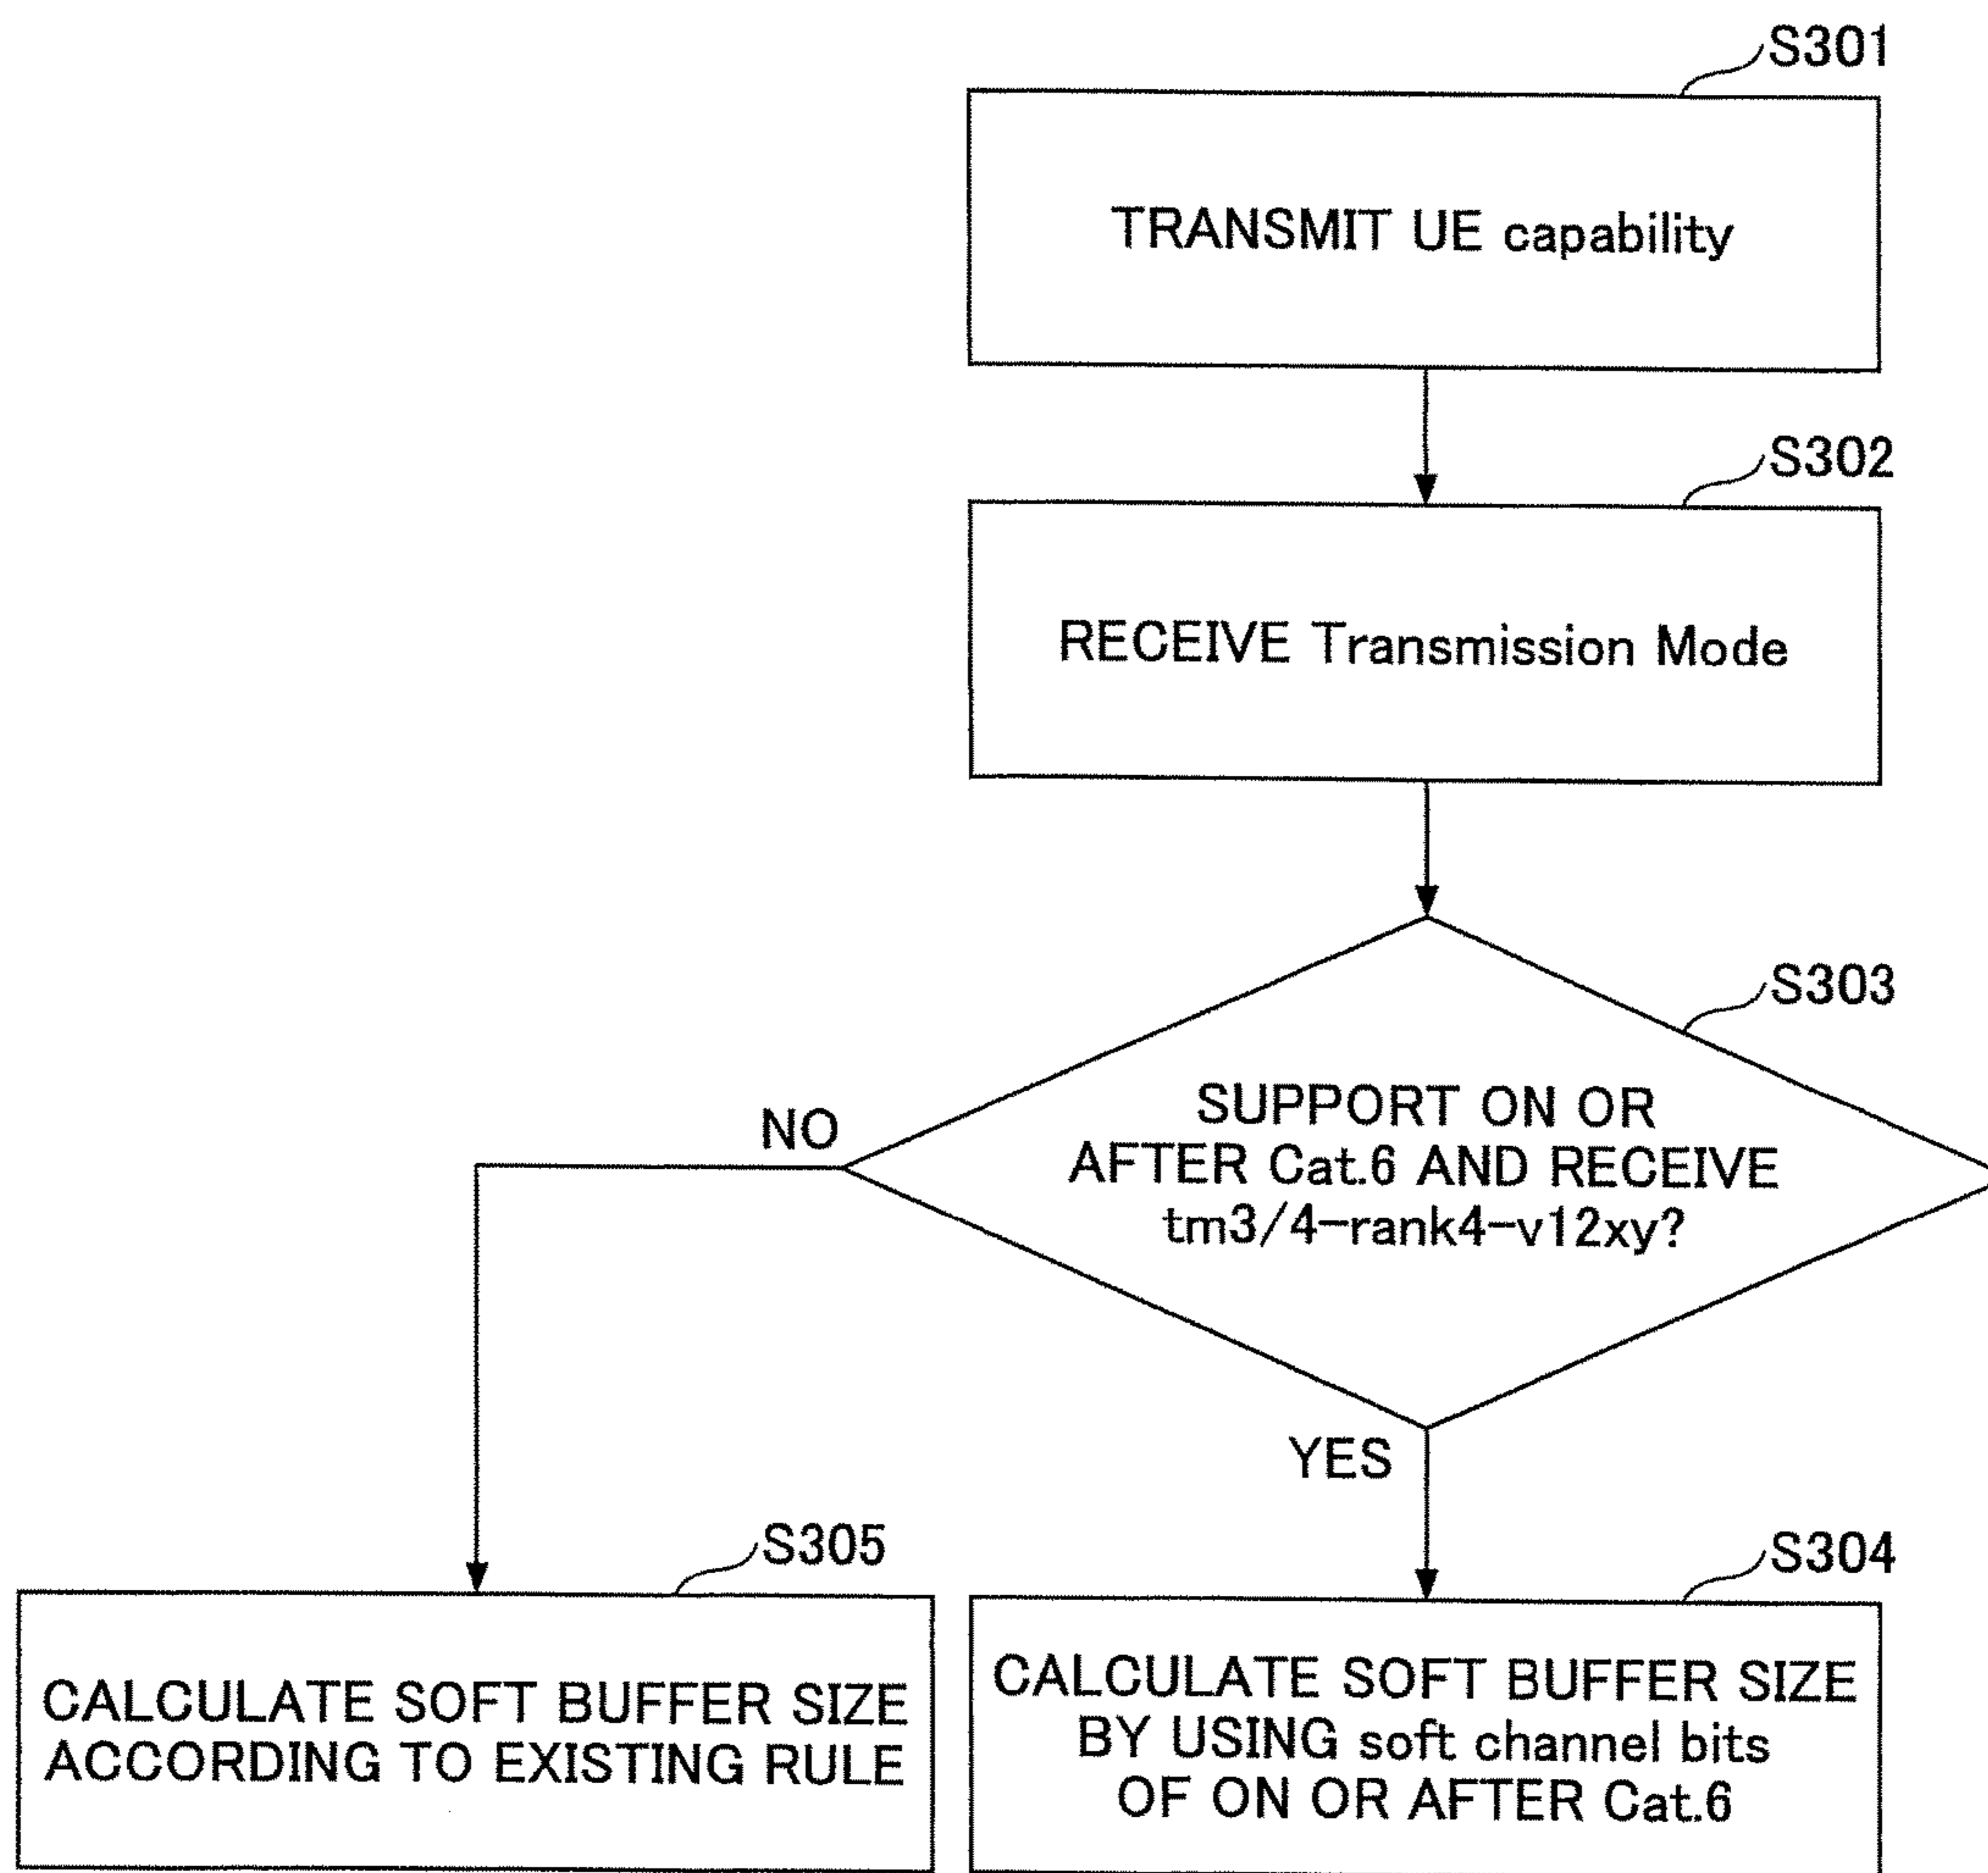 S301
TRANSMIT UE capability
S302
RECEIVE Transmission Mode
S303
SUPPORT ON OR
AFTER Cat.6 AND RECEIVE
tm3/4-rank4-v12xy?
NO
YES
S305
CALCULATE SOFT BUFFER SIZE
ACCORDING TO EXISTING RULE
S304
CALCULATE SOFT BUFFER SIZE
BY USING soft channel bits
OF ON OR AFTER Cat.6